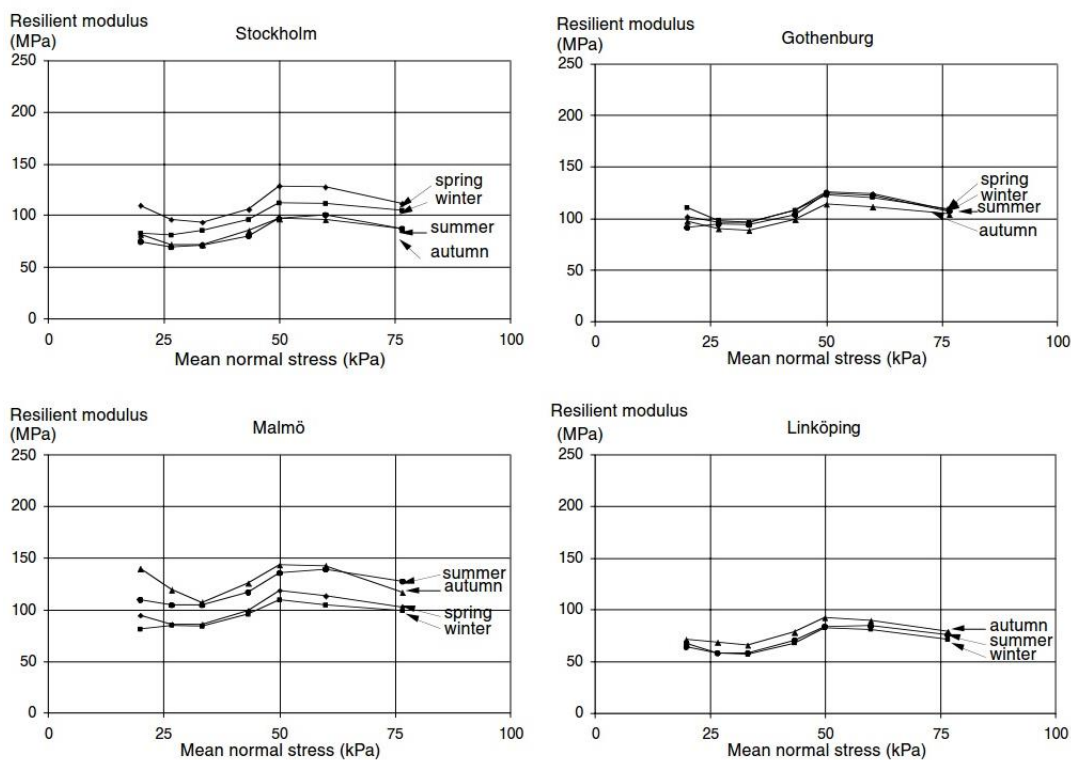 Resilient modulus
(MPa)
Stockholm
250
200
150
100
50
0
spring
winter
summer
autumn
0 25 50 75 100
Mean normal stress (kPa)
Resilient modulus
(MPa)
Gothenburg
250
200
150
100
50
0
spring
winter
summer
autumn
0 25 50 75 100
Mean normal stress (kPa)
Resilient modulus
(MPa)
Malmö
250
200
150
100
50
0
summer
autumn
spring
winter
0 25 50 75 100
Mean normal stress (kPa)
Resilient modulus
(MPa)
Linköping
250
200
150
100
50
0
autumn
summer
winter
0 25 50 75 100
Mean normal stress (kPa)